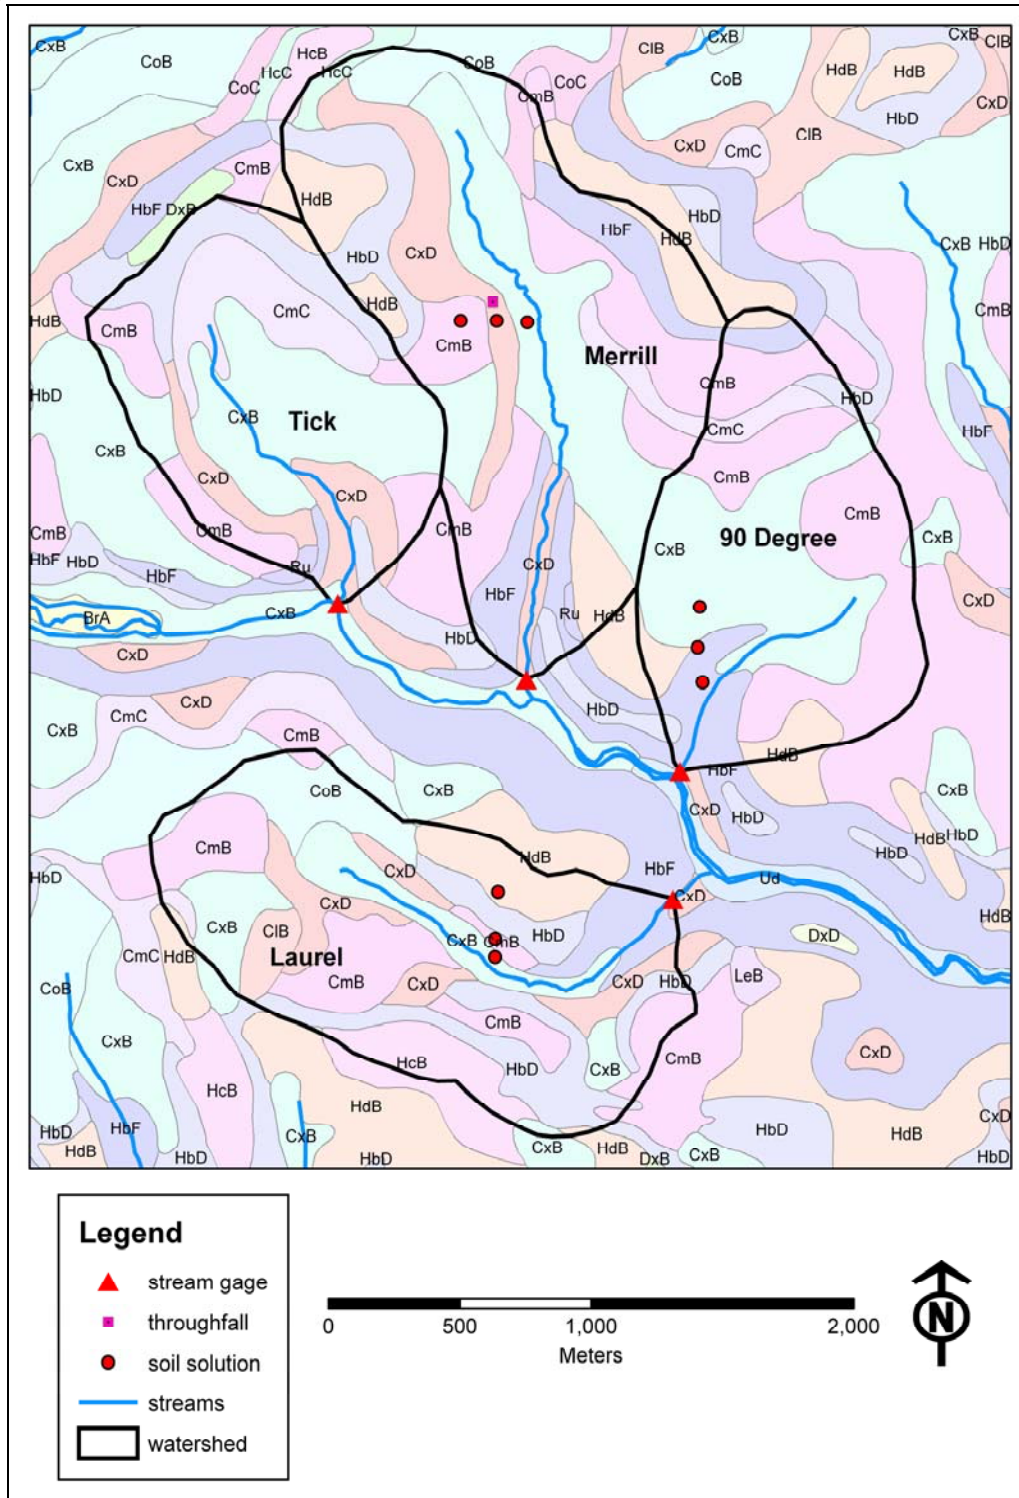 CxB
CoB
HcB
HcC
HcC
CoC
CoB
CmB
CoC
ClB
CxB
CoB
HdB
HdB
CxB
ClB
CxD
HbD
ClB
CxB
CxD
CmB
HbF
DxB
HdB
HbD
CxD
CmC
HbD
HbF
HdB
CxB
HbD
CxD
HdB
CmB
CmC
HdB
CmB
Merrill
CmB
HdB
HbD
CmB
HbD
CxB
Tick
CmC
HbF
CxB
CmB
CxD
CxD
CmB
CmB
CmB
CmB
90 Degree
CxB
CxB
HbF
HbD
HbF
Ru
CxD
HbF
CxD
BrA
CxB
Ru
HdB
HbD
CxD
CxD
CmC
HbD
CxB
CmB
HdB
HbF
CoB
CxB
CxB
CxD
HbD
HdB
HbD
CmB
HdB
HbD
CxD
HbF
HbD
CxD
Ud
CxD
HdB
CxB
ClB
CxB
CmB
HbD
DxD
CmC
HdB
Laurel
CmB
CxD
CxD
HbD
LeB
CoB
CmB
CxB
CxD
HcB
HbD
CxB
CmB
HcB
HdB
CxD
HbD
HbF
CxB
HbD
HdB
HdB
HbD
HbD
CxB
HdB
DxB
CxB
HbD
Legend
stream gage
throughfall
soil solution
streams
watershed
0 500 1,000 2,000
Meters
N